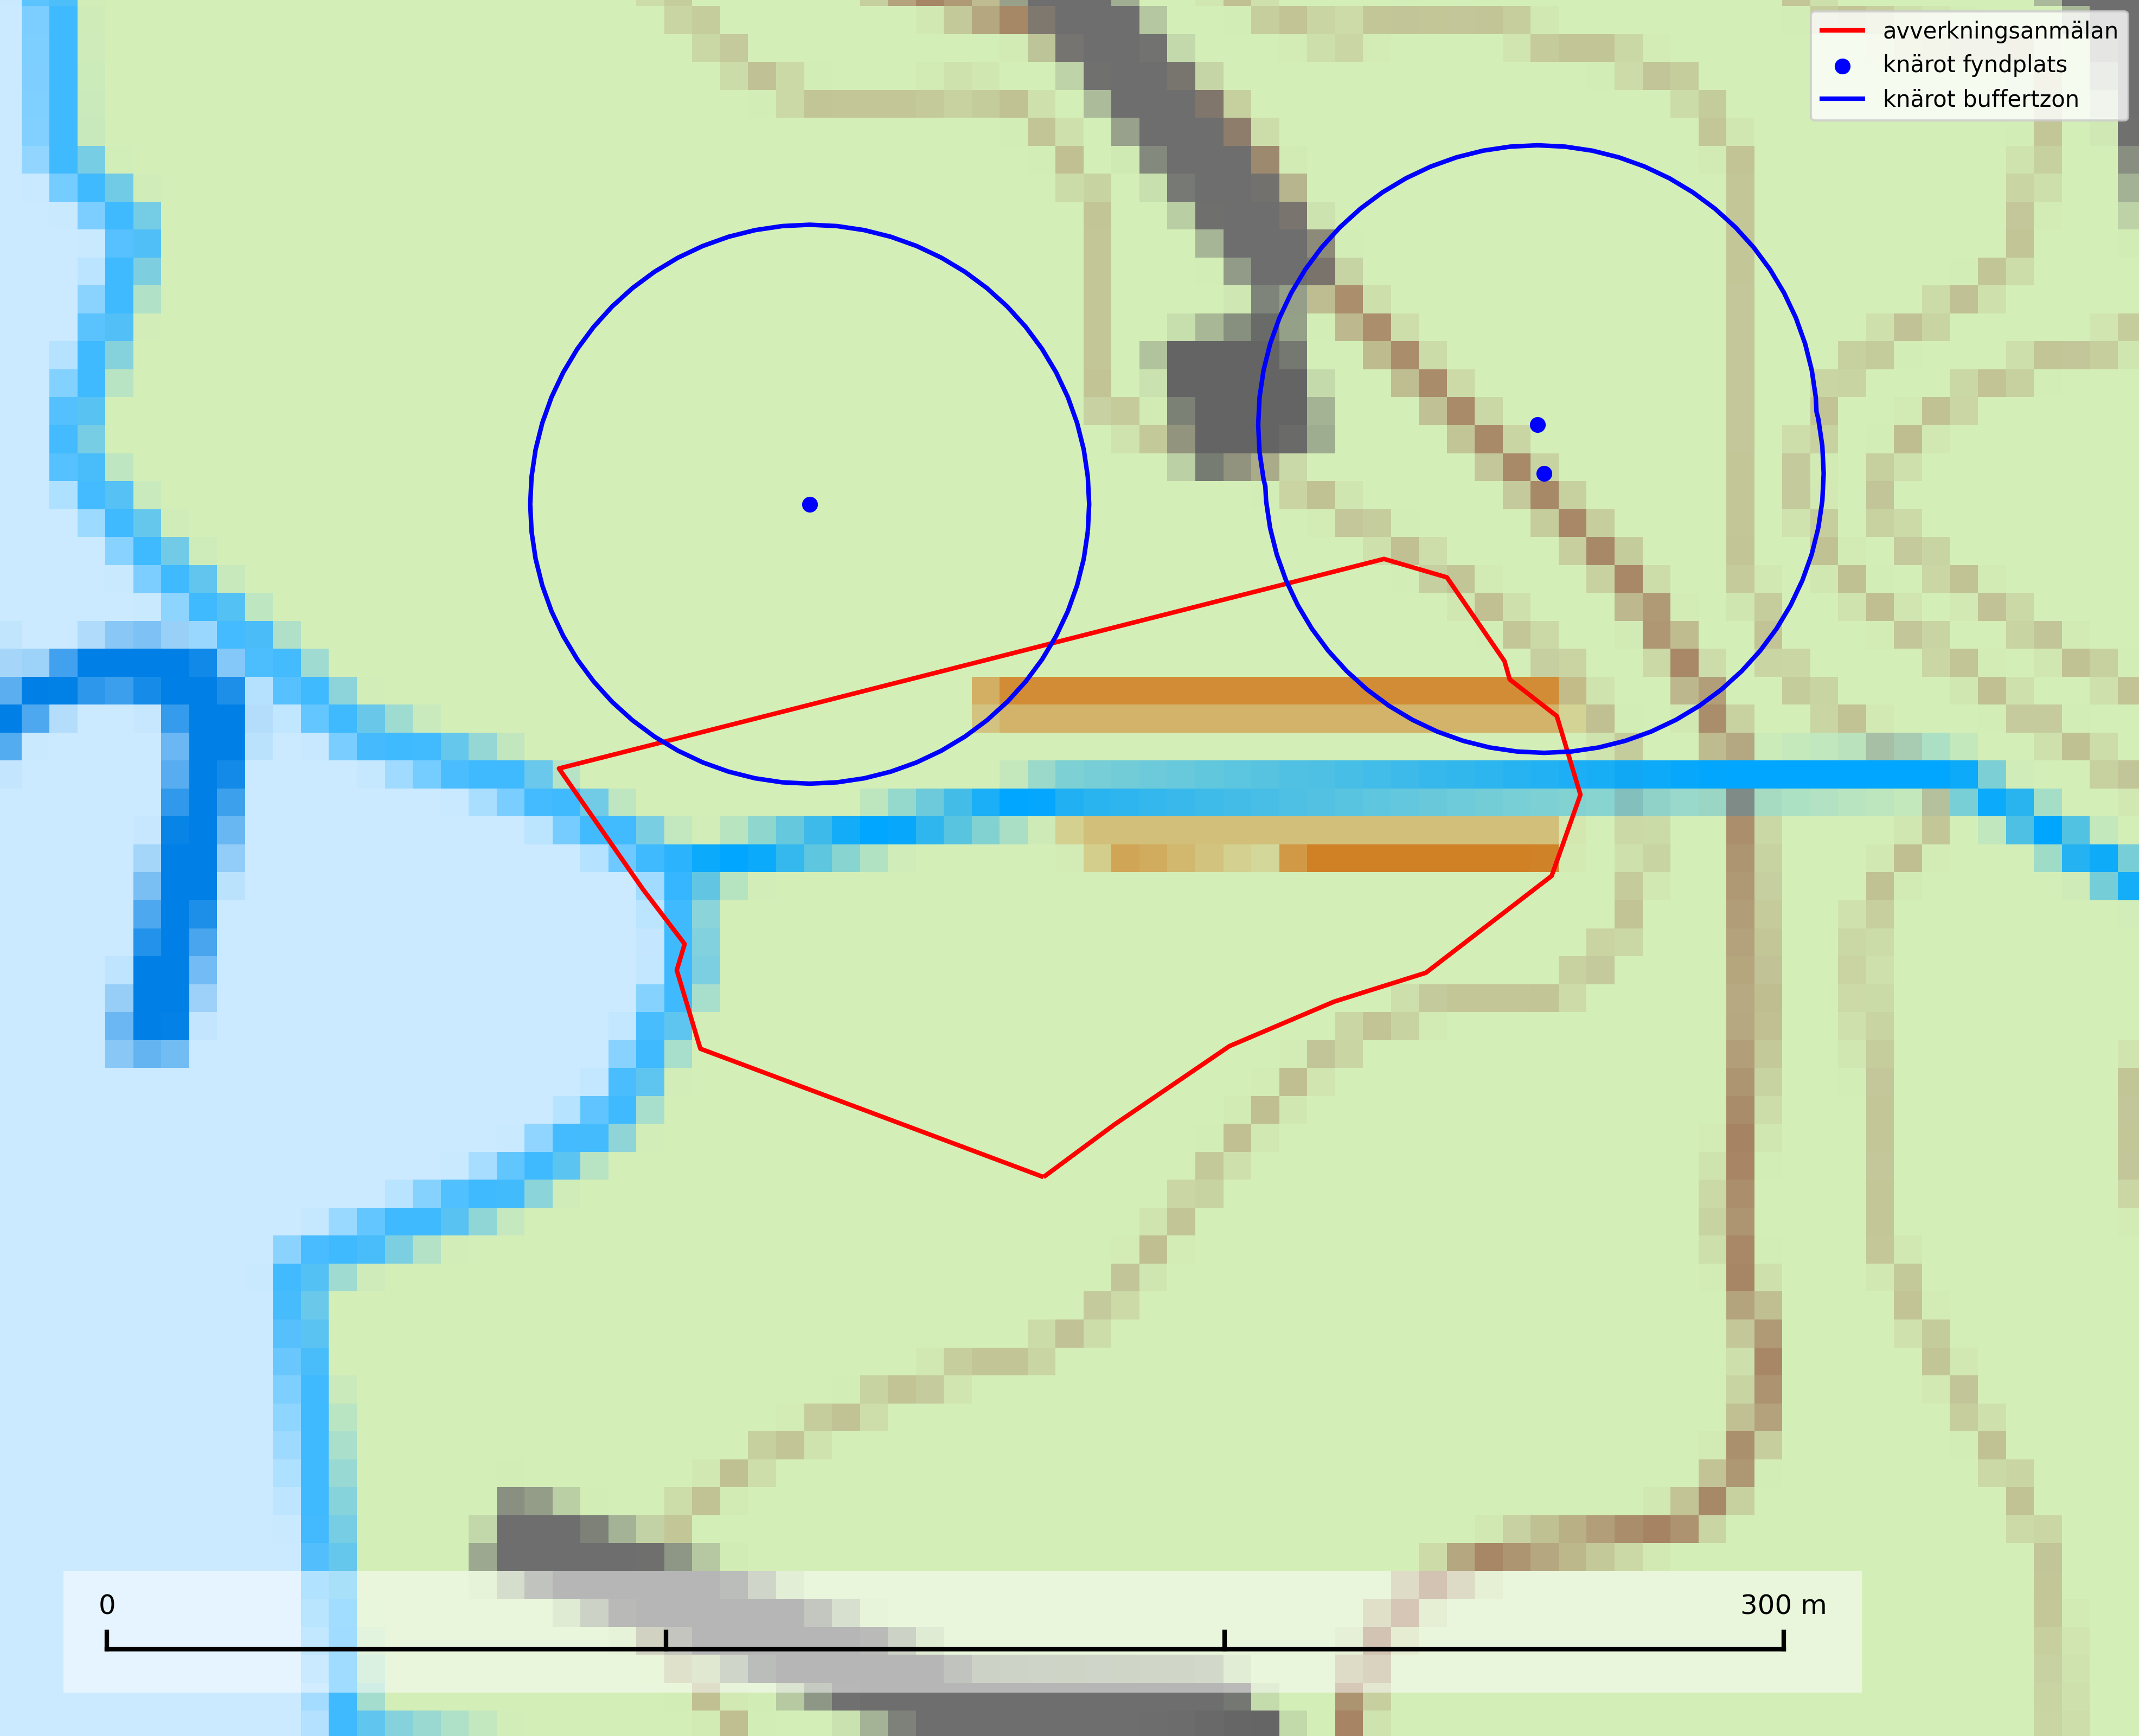 avverkningsanmälan
knärot fyndplats
knärot buffertzon
0
300 m